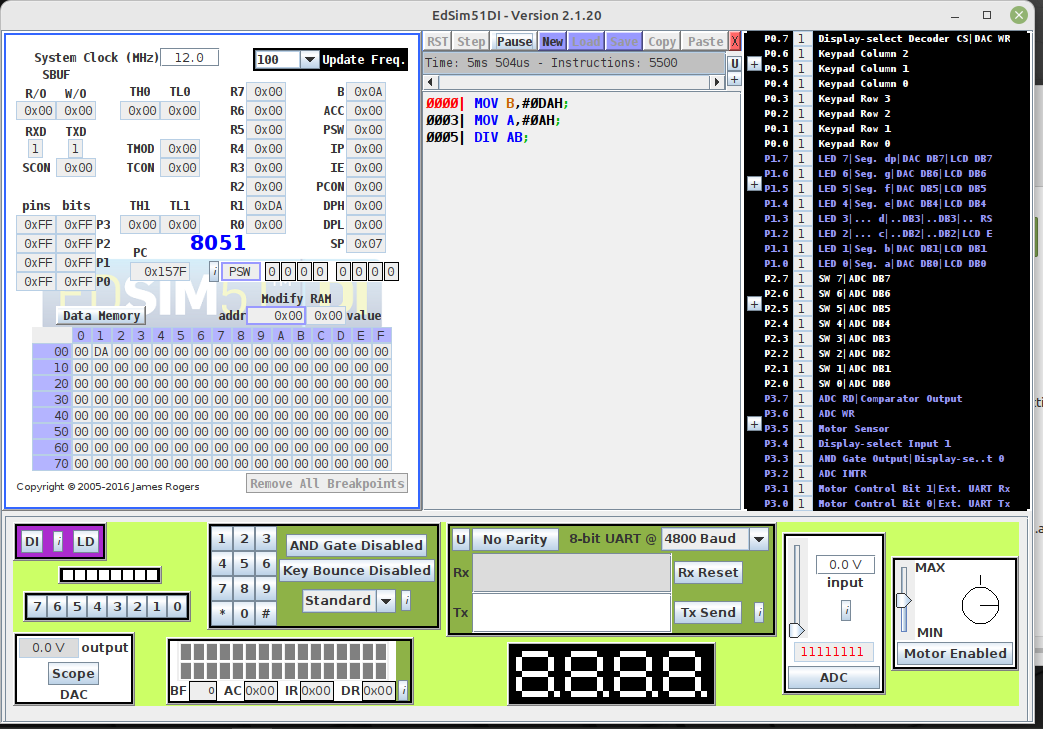 EdSim51DI - Version 2.1.20
System Clock (MHz) 12.0
100 Update Freq.
SBUF
R/O W/O
0x00 0x00
TH0 TL0
0x00 0x00
RXD TXD
1 1
TMOD 0x00
SCON 0x00
TCON 0x00
R7 0x00
R6 0x00
R5 0x00
R4 0x00
R3 0x00
R2 0x00
R1 0xDA
R0 0x00
B 0x0A
ACC 0x00
PSW 0x00
IP 0x00
IE 0x00
PCON 0x00
DPH 0x00
DPL 0x00
SP 0x07
pins bits
0xFF 0xFF P3
0xFF 0xFF P2
0xFF 0xFF P1
0xFF 0xFF P0
TH1 TL1
0x00 0x00
8051
PC
0x157F
i PSW 0 0 0 0 0 0 0 0
EDSIM51DI
Modify RAM
Data Memory addr 0x00 0x00 value
0 1 2 3 4 5 6 7 8 9 A B C D E F
00 00 DA 00 00 00 00 00 00 00 00 00 00 00 00 00 00
10 00 00 00 00 00 00 00 00 00 00 00 00 00 00 00 00
20 00 00 00 00 00 00 00 00 00 00 00 00 00 00 00 00
30 00 00 00 00 00 00 00 00 00 00 00 00 00 00 00 00
40 00 00 00 00 00 00 00 00 00 00 00 00 00 00 00 00
50 00 00 00 00 00 00 00 00 00 00 00 00 00 00 00 00
60 00 00 00 00 00 00 00 00 00 00 00 00 00 00 00 00
70 00 00 00 00 00 00 00 00 00 00 00 00 00 00 00 00
Copyright © 2005-2016 James Rogers
Remove All Breakpoints
RST Step Pause New Load Save Copy Paste X
Time: 5ms 504us - Instructions: 5500 U
+
0000| MOV B,#0DAH;
0003| MOV A,#0AH;
0005| DIV AB;
P0.7 1 Display-select Decoder CS|DAC WR
P0.6 1 Keypad Column 2
+ P0.5 1 Keypad Column 1
P0.4 1 Keypad Column 0
P0.3 1 Keypad Row 3
P0.2 1 Keypad Row 2
P0.1 1 Keypad Row 1
P0.0 1 Keypad Row 0
P1.7 1 LED 7|Seg. dp|DAC DB7|LCD DB7
P1.6 1 LED 6|Seg. g|DAC DB6|LCD DB6
+ P1.5 1 LED 5|Seg. f|DAC DB5|LCD DB5
P1.4 1 LED 4|Seg. e|DAC DB4|LCD DB4
P1.3 1 LED 3|... d|..DB3|..DB3|.. RS
P1.2 1 LED 2|... c|..DB2|..DB2|LCD E
P1.1 1 LED 1|Seg. b|DAC DB1|LCD DB1
P1.0 1 LED 0|Seg. a|DAC DB0|LCD DB0
P2.7 1 SW 7|ADC DB7
P2.6 1 SW 6|ADC DB6
+ P2.5 1 SW 5|ADC DB5
P2.4 1 SW 4|ADC DB4
P2.3 1 SW 3|ADC DB3
P2.2 1 SW 2|ADC DB2
P2.1 1 SW 1|ADC DB1
P2.0 1 SW 0|ADC DB0
P3.7 1 ADC RD|Comparator Output
P3.6 1 ADC WR
+ P3.5 1 Motor Sensor
P3.4 1 Display-select Input 1
P3.3 1 AND Gate Output|Display-se..t 0
P3.2 1 ADC INTR
P3.1 1 Motor Control Bit 1|Ext. UART Rx
P3.0 1 Motor Control Bit 0|Ext. UART Tx
DI i LD
7 6 5 4 3 2 1 0
0.0 V output
Scope
DAC
1 2 3
4 5 6
7 8 9
* 0 #
AND Gate Disabled
Key Bounce Disabled
Standard i
BF 0 AC 0x00 IR 0x00 DR 0x00 i
U No Parity 8-bit UART @ 4800 Baud
Rx Rx Reset
Tx Tx Send i
8.8.8.8.
0.0 V
input
i
11111111
ADC
MAX
MIN
Motor Enabled